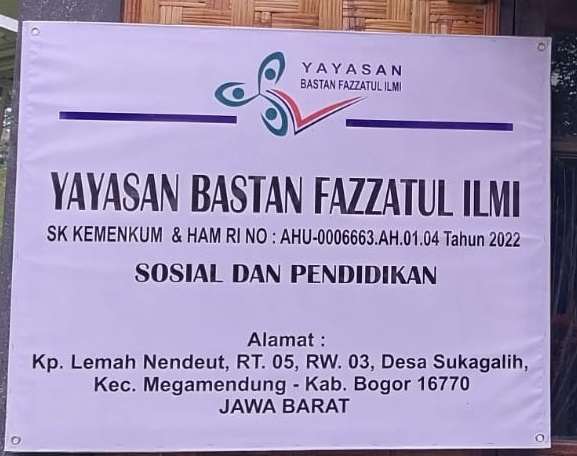 YAYASAN
BASTAN FAZZATUL ILMI
YAYASAN BASTAN FAZZATUL ILMI
SK KEMENKUM & HAM RI NO : AHU-0006663.AH.01.04 Tahun 2022
SOSIAL DAN PENDIDIKAN
Alamat :
Kp. Lemah Nendeut, RT. 05, RW. 03, Desa Sukagalih,
Kec. Megamendung - Kab. Bogor 16770
JAWA BARAT